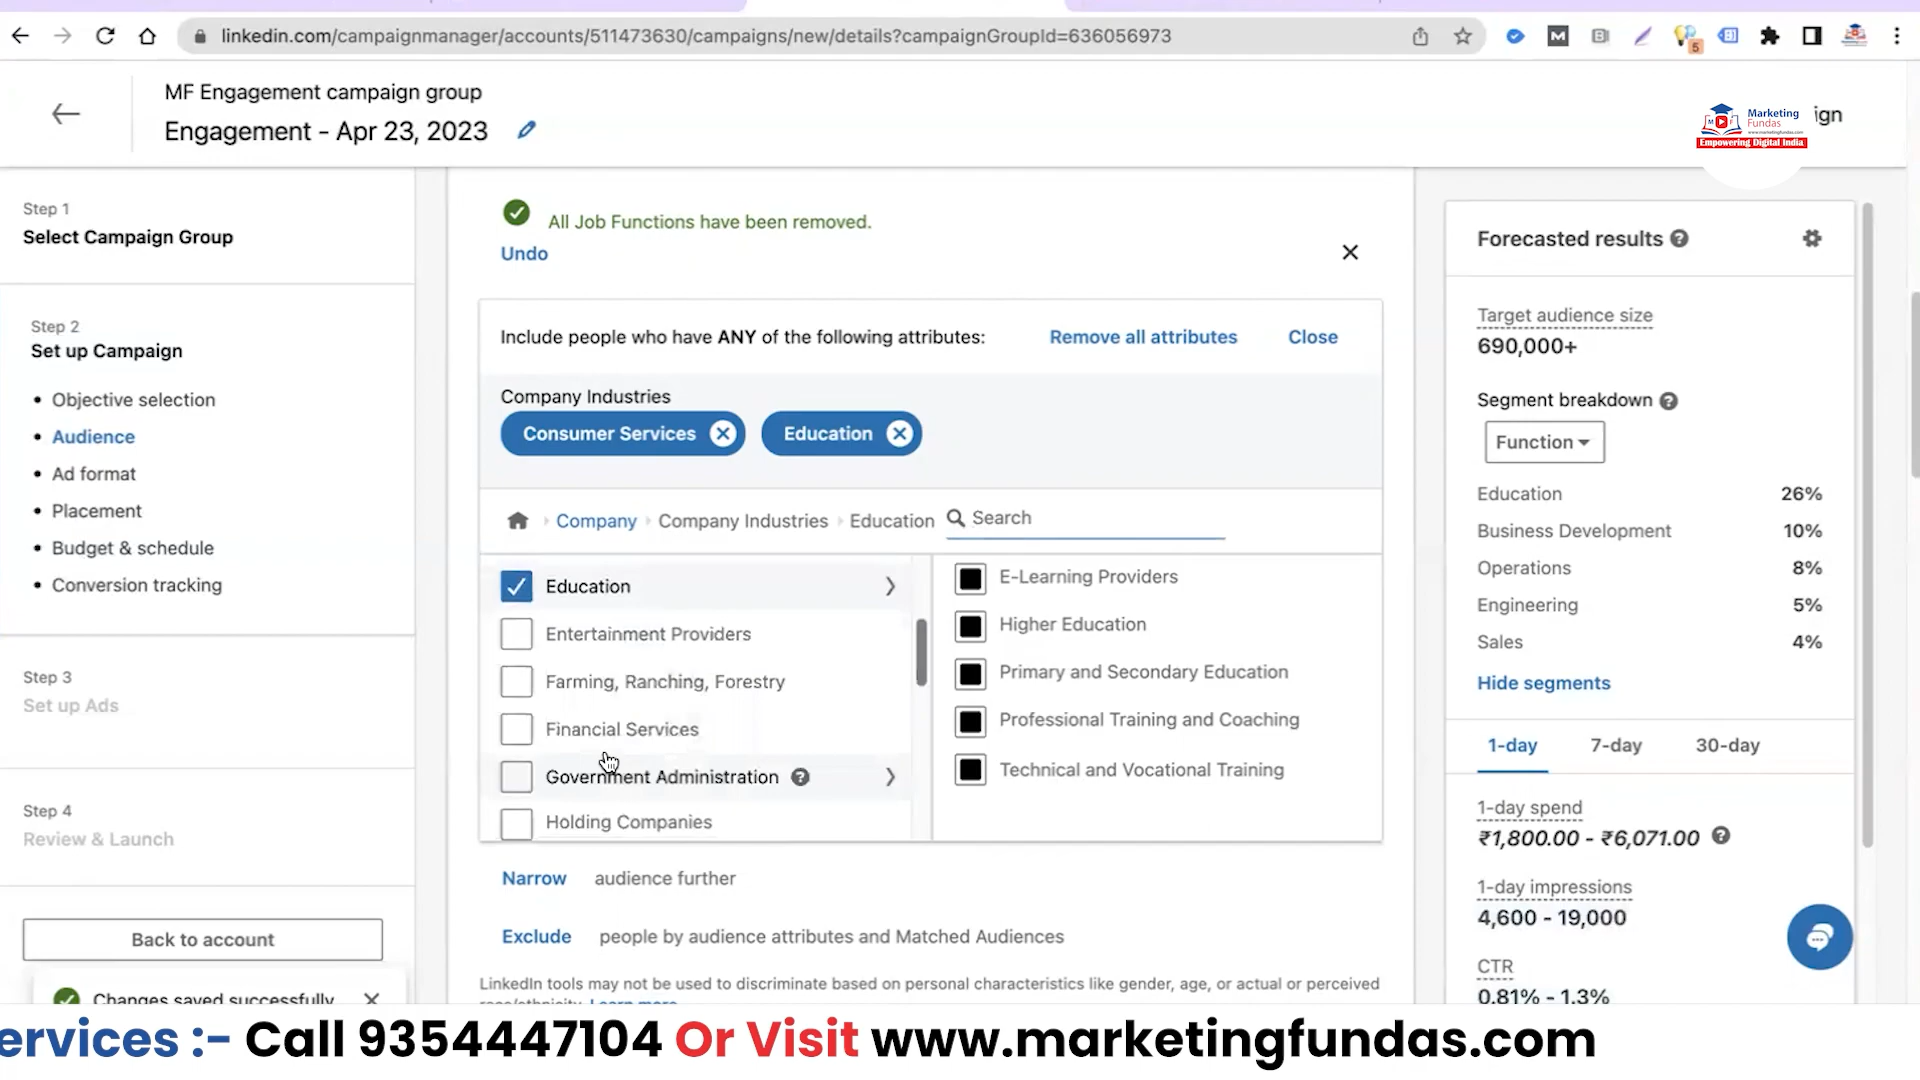 linkedin.com/campaignmanager/accounts/511473630/campaigns/new/details?campaignGroupId=636056973
5
MF Engagement campaign group
Engagement - Apr 23, 2023
Marketing
Fundas
Empowering Digital India
ign
Step 1
Select Campaign Group
Step 2
Set up Campaign
• Objective selection
• Audience
• Ad format
• Placement
• Budget & schedule
• Conversion tracking
Step 3
Set up Ads
Step 4
Review & Launch
Back to account
Changes saved successfully
All Job Functions have been removed.
Undo
Include people who have ANY of the following attributes:
Remove all attributes
Close
Company Industries
Consumer Services
Education
Company
Company Industries
Education
Search
Education
Entertainment Providers
Farming, Ranching, Forestry
Financial Services
Government Administration
Holding Companies
E-Learning Providers
Higher Education
Primary and Secondary Education
Professional Training and Coaching
Technical and Vocational Training
Narrow audience further
Exclude people by audience attributes and Matched Audiences
LinkedIn tools may not be used to discriminate based on personal characteristics like gender, age, or actual or perceived
Forecasted results
Target audience size
690,000+
Segment breakdown
Function
Education 26%
Business Development 10%
Operations 8%
Engineering 5%
Sales 4%
Hide segments
1-day 7-day 30-day
1-day spend
₹1,800.00 - ₹6,071.00
1-day impressions
4,600 - 19,000
CTR
0.81% - 1.3%
ervices :- Call 9354447104 Or Visit www.marketingfundas.com